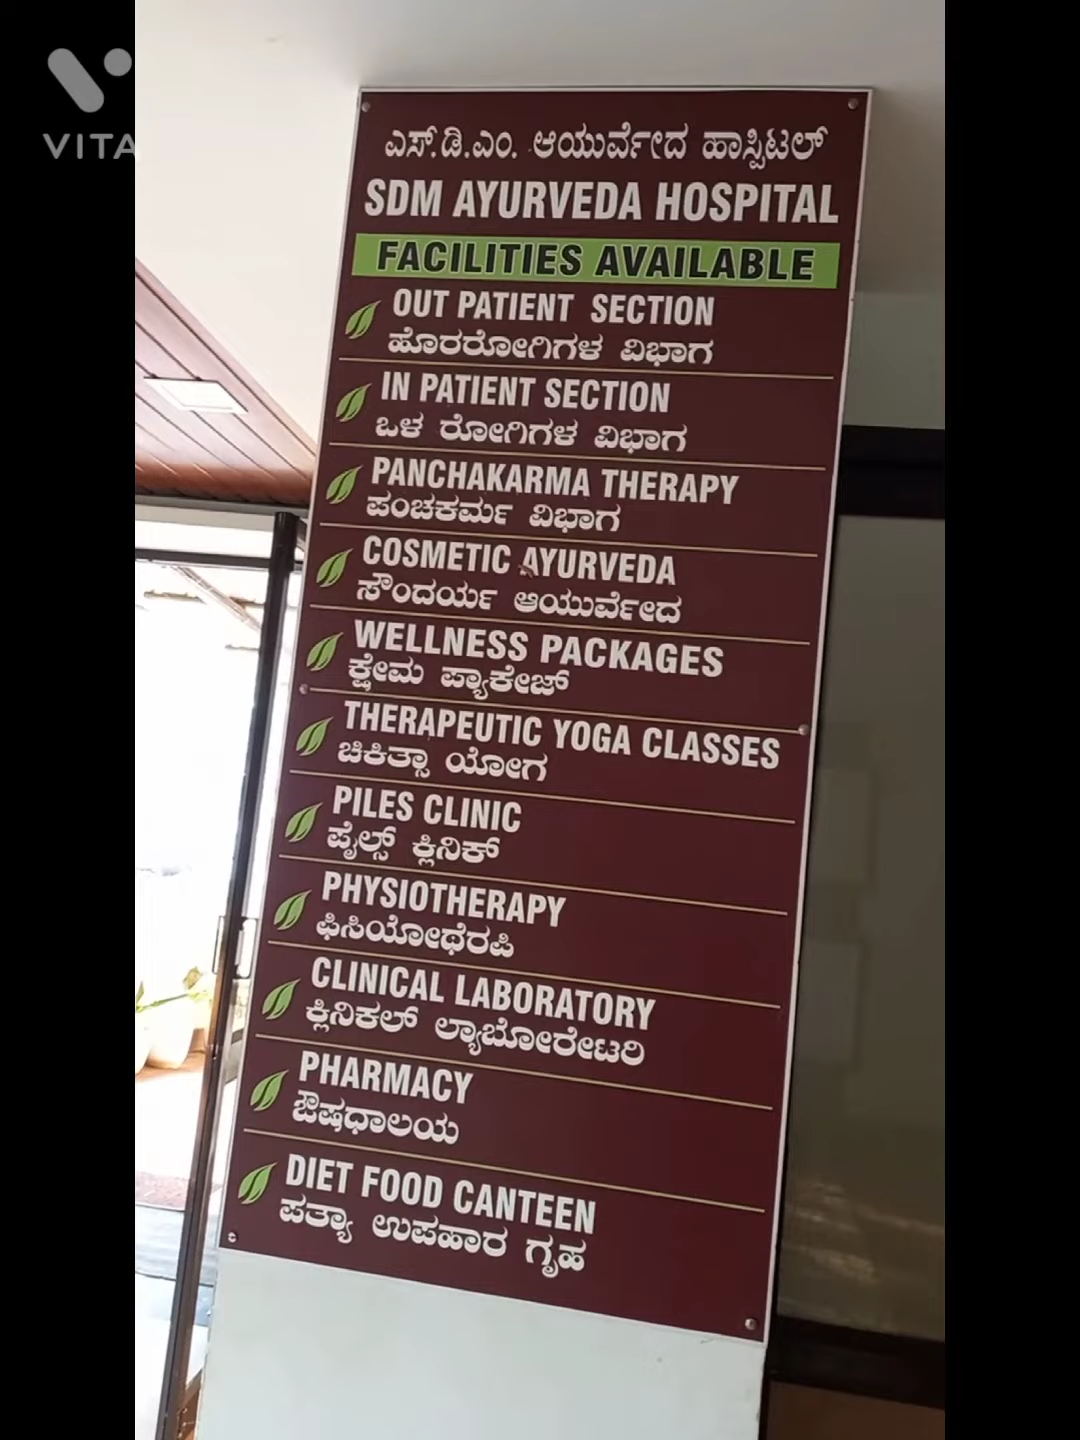 VITA
ಎಸ್.ಡಿ.ಎಂ. ಆಯುರ್ವೇದ ಹಾಸ್ಪಿಟಲ್
SDM AYURVEDA HOSPITAL
FACILITIES AVAILABLE
OUT PATIENT SECTION
ಹೊರರೋಗಿಗಳ ವಿಭಾಗ
IN PATIENT SECTION
ಒಳ ರೋಗಿಗಳ ವಿಭಾಗ
PANCHAKARMA THERAPY
ಪಂಚಕರ್ಮ ವಿಭಾಗ
COSMETIC AYURVEDA
ಸೌಂದರ್ಯ ಆಯುರ್ವೇದ
WELLNESS PACKAGES
ಕ್ಷೇಮ ಪ್ಯಾಕೇಜ್
THERAPEUTIC YOGA CLASSES
ಚಿಕಿತ್ಸಾ ಯೋಗ
PILES CLINIC
ಪೈಲ್ಸ್ ಕ್ಲಿನಿಕ್
PHYSIOTHERAPY
ಫಿಸಿಯೋಥೆರಪಿ
CLINICAL LABORATORY
ಕ್ಲಿನಿಕಲ್ ಲ್ಯಾಬೋರೇಟರಿ
PHARMACY
ಔಷಧಾಲಯ
DIET FOOD CANTEEN
ಪತ್ಯಾ ಉಪಹಾರ ಗೃಹ